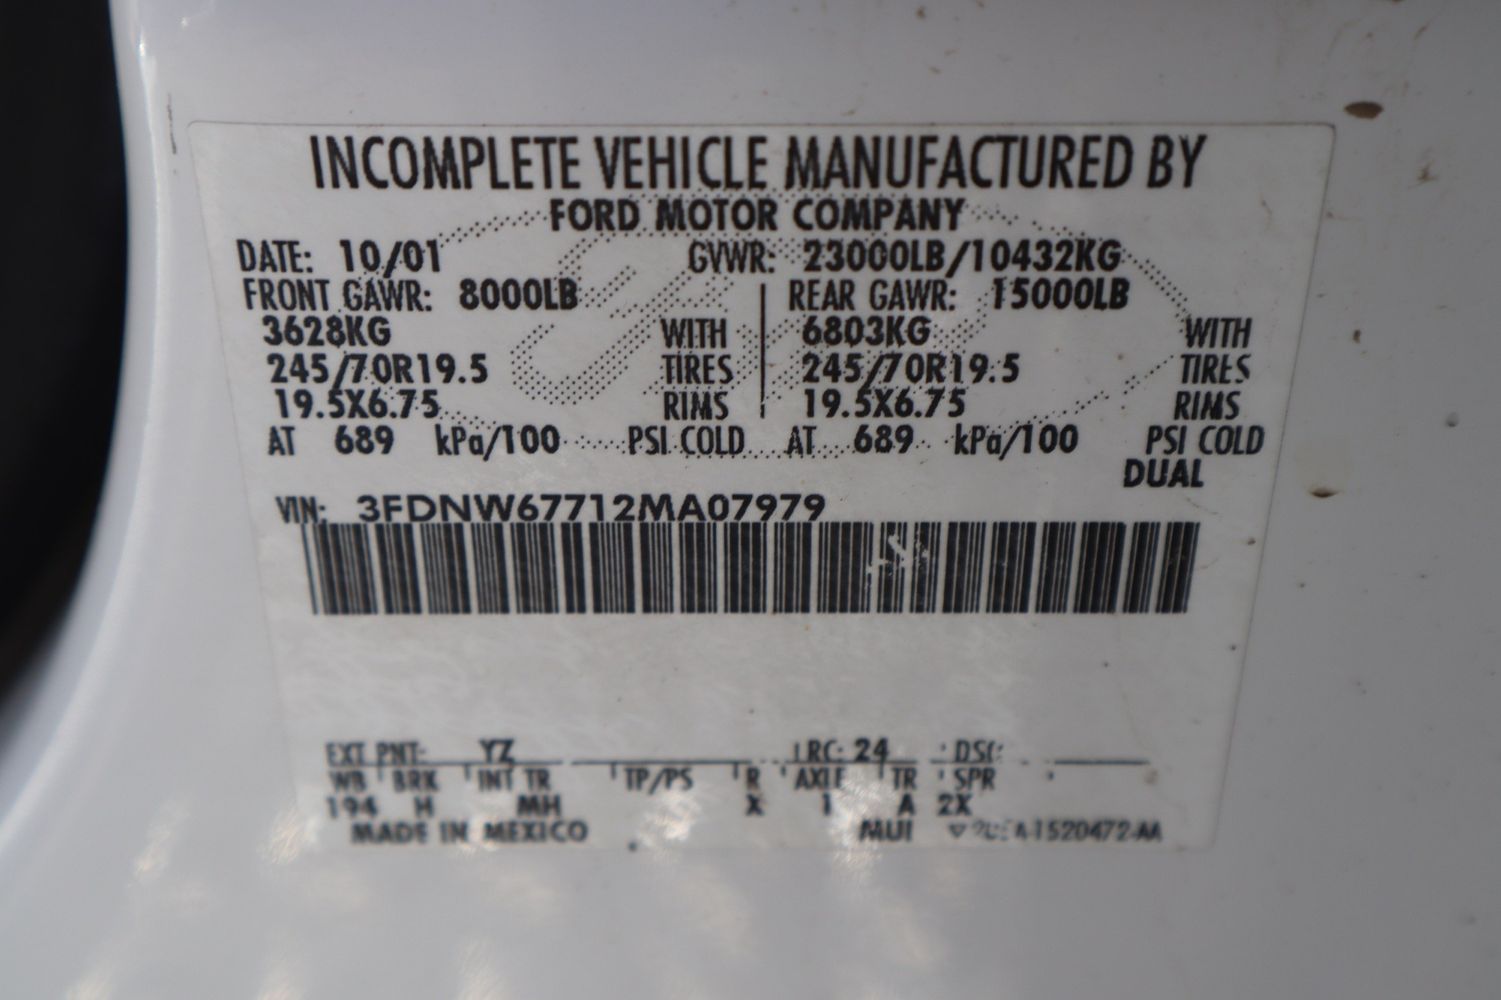 INCOMPLETE VEHICLE MANUFACTURED BY
FORD MOTOR COMPANY
DATE: 10/01 GVWR: 23000LB/10432KG
FRONT GAWR: 8000LB REAR GAWR: 15000LB
3628KG WITH 6803KG WITH
245/70R19.5 TIRES 245/70R19.5 TIRES
19.5X6.75 RIMS 19.5X6.75 RIMS
AT 689 kPa/100 PSI COLD AT 689 kPa/100 PSI COLD
DUAL
VIN: 3FDNW67712MA07979
EXT PNT: YZ RC: 24 DSO:
WB BRK INT TR TP/PS R AXLE TR SPR
194 H MH X 1 A 2X
MADE IN MEXICO MUI